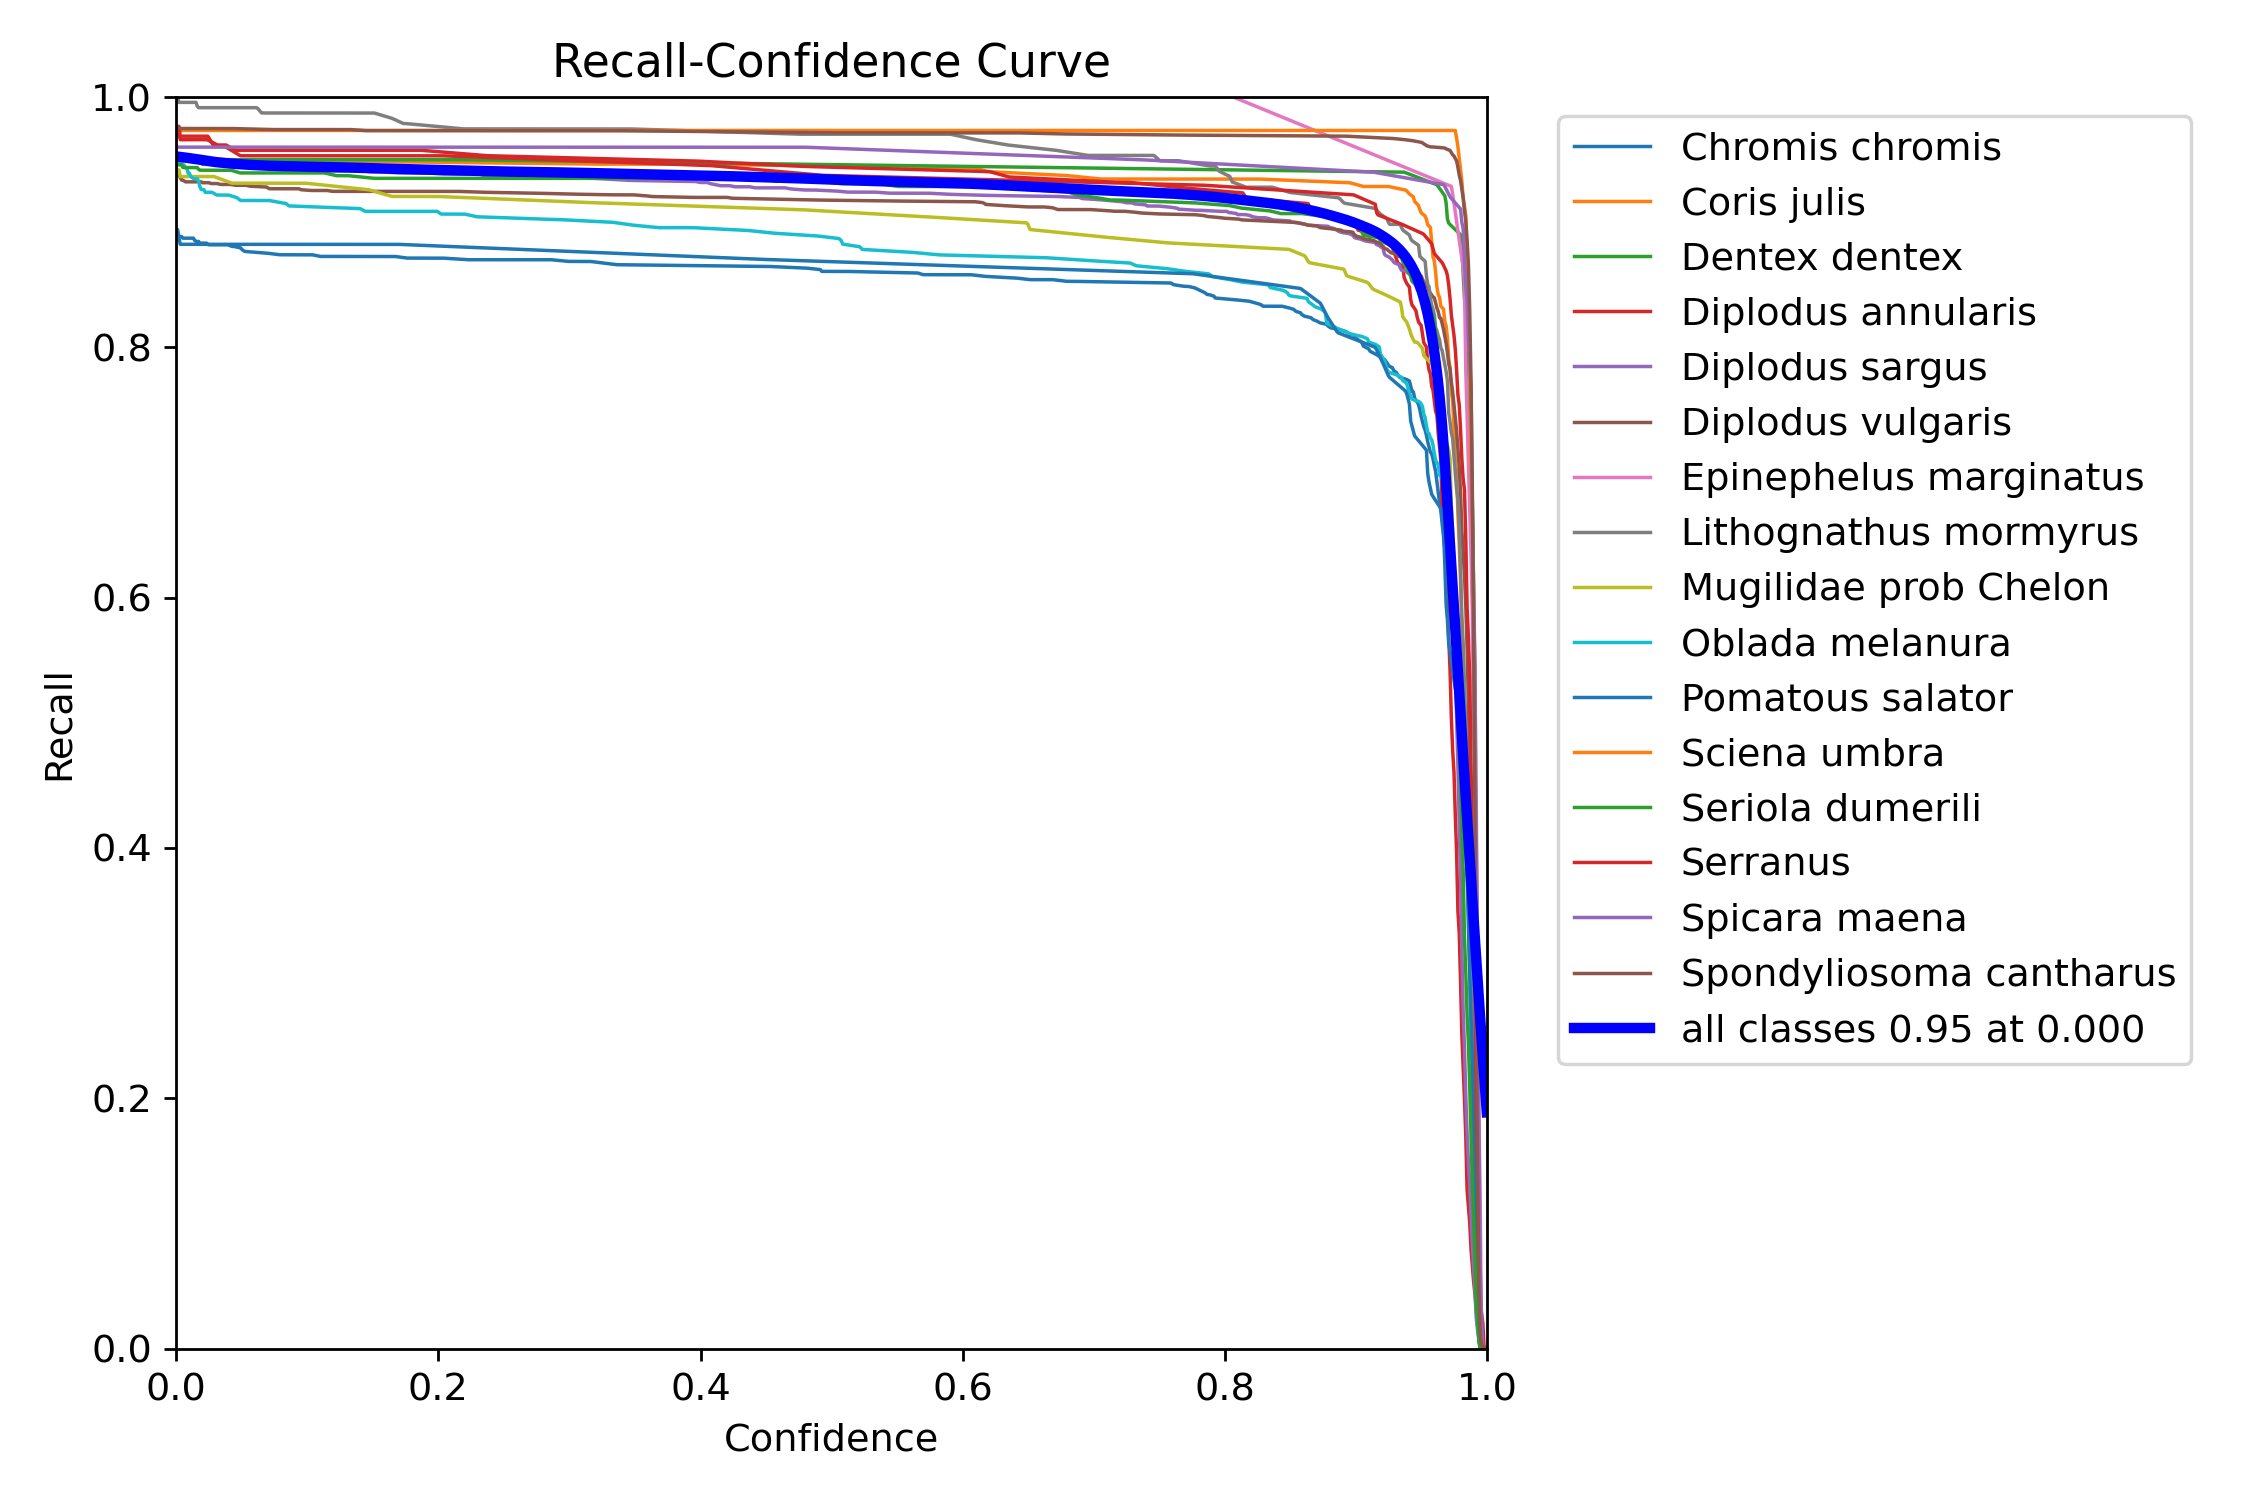 Recall-Confidence Curve
1.0
0.8
0.6
0.4
0.2
0.0
Recall
0.0 0.2 0.4 0.6 0.8 1.0
Confidence
Chromis chromis
Coris julis
Dentex dentex
Diplodus annularis
Diplodus sargus
Diplodus vulgaris
Epinephelus marginatus
Lithognathus mormyrus
Mugilidae prob Chelon
Oblada melanura
Pomatous salator
Sciena umbra
Seriola dumerili
Serranus
Spicara maena
Spondyliosoma cantharus
all classes 0.95 at 0.000